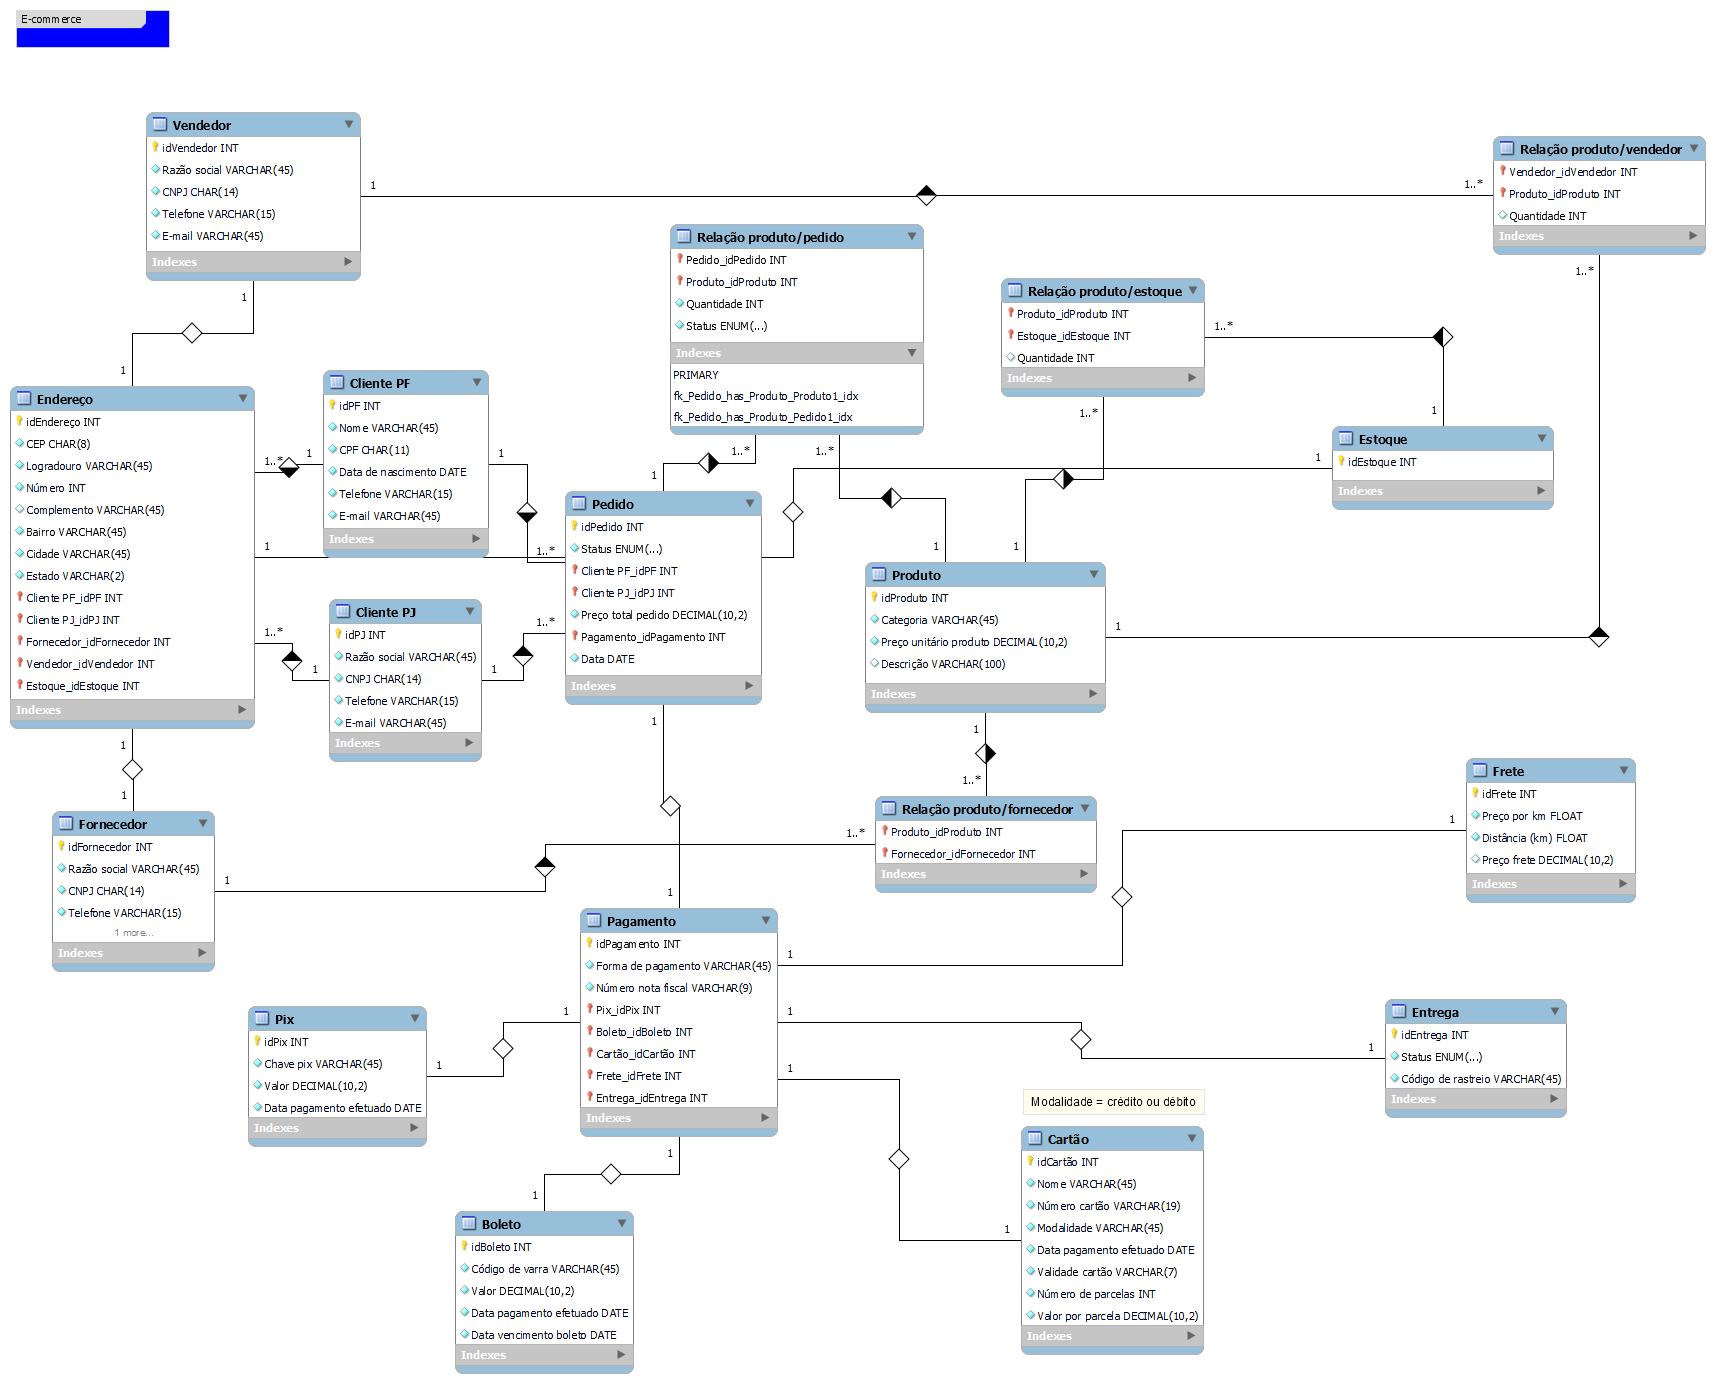 E-commerce
Vendedor
idVendedor INT
Razão social VARCHAR(45)
CNPJ CHAR(14)
Telefone VARCHAR(15)
E-mail VARCHAR(45)
Indexes
1
1..*
Relação produto/vendedor
Vendedor_idVendedor INT
Produto_idProduto INT
Quantidade INT
Indexes
1..*
Relação produto/pedido
Pedido_idPedido INT
Produto_idProduto INT
Quantidade INT
Status ENUM(...)
Indexes
PRIMARY
fk_Pedido_has_Produto_Produto1_idx
fk_Pedido_has_Produto_Pedido1_idx
1..*
1..*
Relação produto/estoque
Produto_idProduto INT
Estoque_idEstoque INT
Quantidade INT
Indexes
1..*
1..*
1
Estoque
idEstoque INT
Indexes
1
1
1
Endereço
idEndereço INT
CEP CHAR(8)
Logradouro VARCHAR(45)
Número INT
Complemento VARCHAR(45)
Bairro VARCHAR(45)
Cidade VARCHAR(45)
Estado VARCHAR(2)
Cliente PF_idPF INT
Cliente PJ_idPJ INT
Fornecedor_idFornecedor INT
Vendedor_idVendedor INT
Estoque_idEstoque INT
Indexes
1..*
1
1
1..*
1
Cliente PF
idPF INT
Nome VARCHAR(45)
CPF CHAR(11)
Data de nascimento DATE
Telefone VARCHAR(15)
E-mail VARCHAR(45)
Indexes
1
1..*
Cliente PJ
idPJ INT
Razão social VARCHAR(45)
CNPJ CHAR(14)
Telefone VARCHAR(15)
E-mail VARCHAR(45)
Indexes
1
1
1..*
1
Pedido
idPedido INT
Status ENUM(...)
Cliente PF_idPF INT
Cliente PJ_idPJ INT
Preço total pedido DECIMAL(10,2)
Pagamento_idPagamento INT
Data DATE
Indexes
1
1
1
Produto
idProduto INT
Categoria VARCHAR(45)
Preço unitário produto DECIMAL(10,2)
Descrição VARCHAR(100)
Indexes
1
1
1..*
Relação produto/fornecedor
Produto_idProduto INT
Fornecedor_idFornecedor INT
Indexes
1..*
1
1
Fornecedor
idFornecedor INT
Razão social VARCHAR(45)
CNPJ CHAR(14)
Telefone VARCHAR(15)
1 more...
Indexes
Frete
idFrete INT
Preço por km FLOAT
Distância (km) FLOAT
Preço frete DECIMAL(10,2)
Indexes
1
1
Pagamento
idPagamento INT
Forma de pagamento VARCHAR(45)
Número nota fiscal VARCHAR(9)
Pix_idPix INT
Boleto_idBoleto INT
Cartão_idCartão INT
Frete_idFrete INT
Entrega_idEntrega INT
Indexes
1
1
1
1
1
Pix
idPix INT
Chave pix VARCHAR(45)
Valor DECIMAL(10,2)
Data pagamento efetuado DATE
Indexes
1
Entrega
idEntrega INT
Status ENUM(...)
Código de rastreio VARCHAR(45)
Indexes
1
Modalidade = crédito ou débito
Cartão
idCartão INT
Nome VARCHAR(45)
Número cartão VARCHAR(19)
Modalidade VARCHAR(45)
Data pagamento efetuado DATE
Validade cartão VARCHAR(7)
Número de parcelas INT
Valor por parcela DECIMAL(10,2)
Indexes
1
1
Boleto
idBoleto INT
Código de varra VARCHAR(45)
Valor DECIMAL(10,2)
Data pagamento efetuado DATE
Data vencimento boleto DATE
Indexes